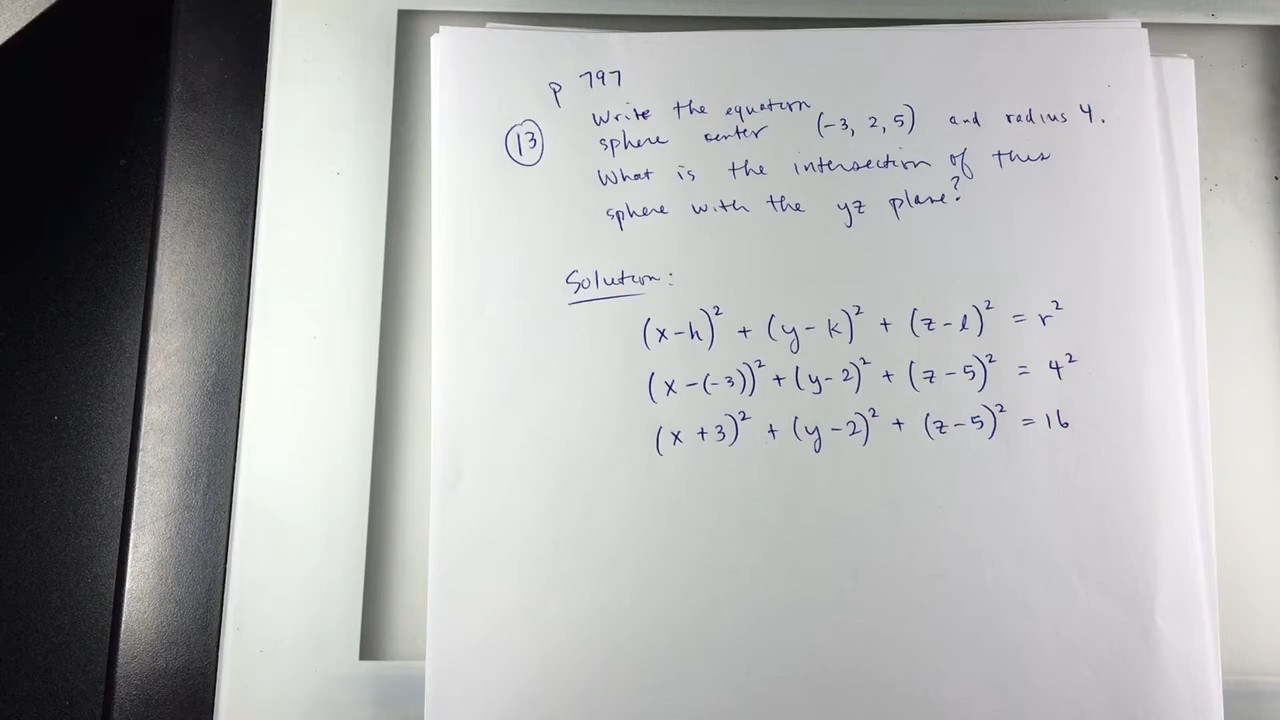 p 797
13 Write the equation
sphere center (-3, 2, 5) and radius 4.
What is the intersection of this
sphere with the yz plane?
Solution:
(x-h)² + (y-k)² + (z-l)² = r²
(x-(-3))² + (y-2)² + (z-5)² = 4²
(x+3)² + (y-2)² + (z-5)² = 16